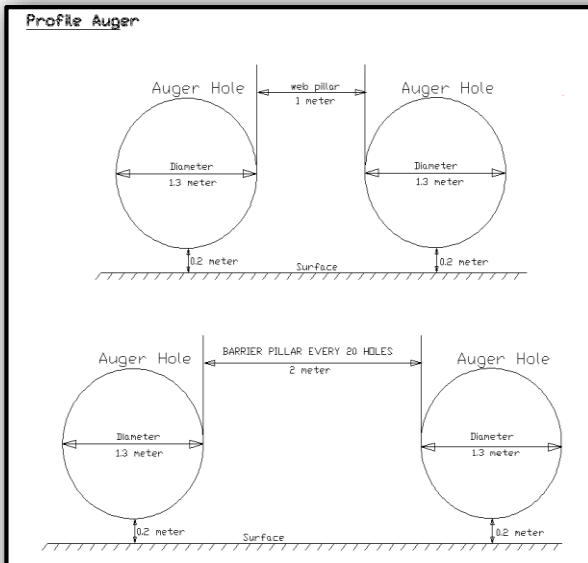 Profile Auger
Auger Hole
web pillar
1 meter
Auger Hole
Diameter
1.3 meter
Diameter
1.3 meter
0.2 meter
0.2 meter
Surface
Auger Hole
BARRIER PILLAR EVERY 20 HOLES
2 meter
Auger Hole
Diameter
1.3 meter
Diameter
1.3 meter
0.2 meter
0.2 meter
Surface